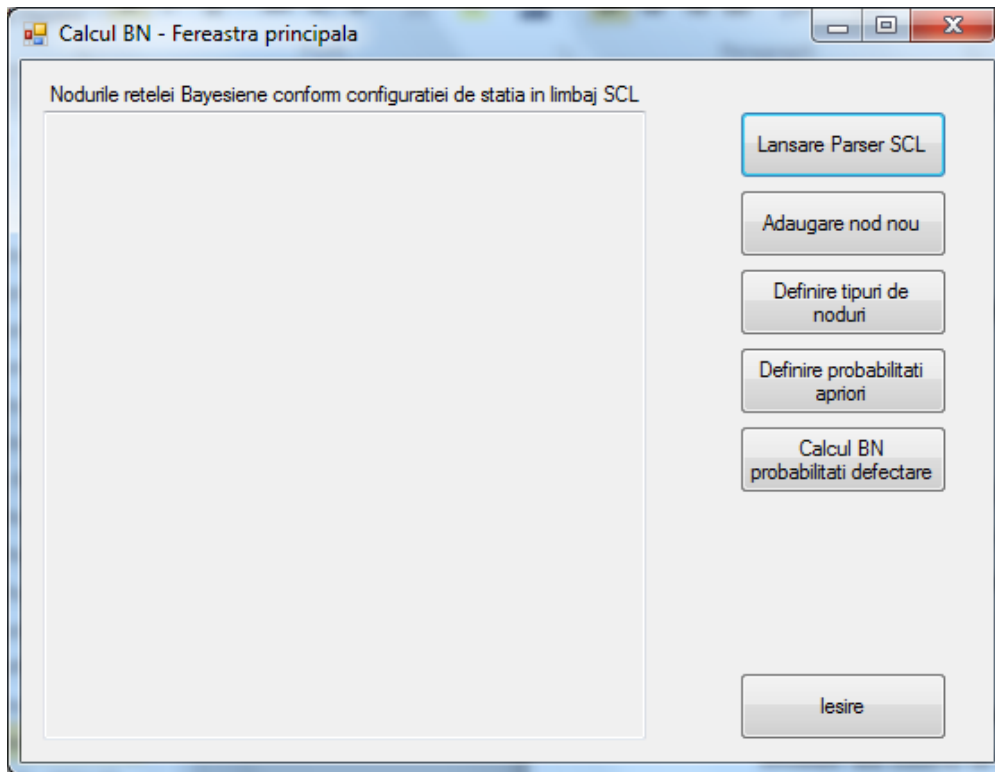 Calcul BN - Fereastra principala
Nodurile retelei Bayesiene conform configuratiei de statia in limbaj SCL
Lansare Parser SCL
Adaugare nod nou
Definire tipuri de
noduri
Definire probabilitati
apriori
Calcul BN
probabilitati defectare
Iesire